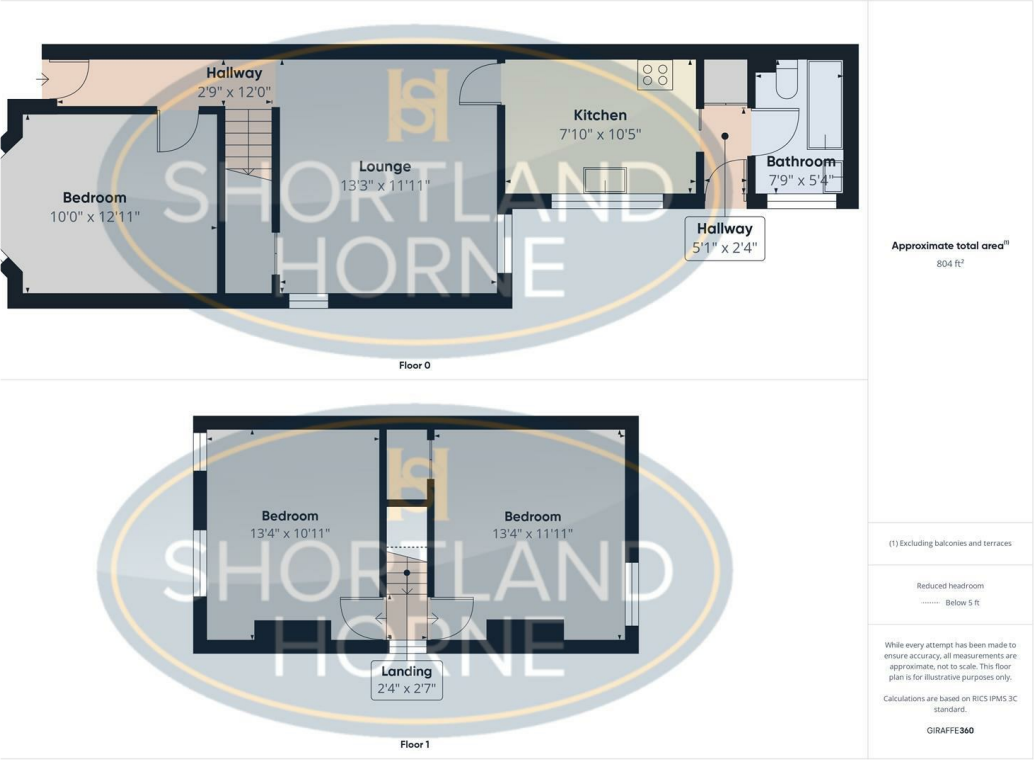 Hallway
2'9" x 12'0"
Kitchen
7'10" x 10'5"
Lounge
13'3" x 11'11"
Bedroom
10'0" x 12'11"
Bathroom
7'9" x 5'4"
Hallway
5'1" x 2'4"
SHORTLAND
HORNE
Floor 0
Bedroom
13'4" x 10'11"
Bedroom
13'4" x 11'11"
SHORTLAND
HORNE
Landing
2'4" x 2'7"
Floor 1
Approximate total area(1)
804 ft²
(1) Excluding balconies and terraces
Reduced headroom
Below 5 ft
While every attempt has been made to
ensure accuracy, all measurements are
approximate, not to scale. This floor
plan is for illustrative purposes only.
Calculations are based on RICS IPMS 3C
standard.
GIRAFFE360